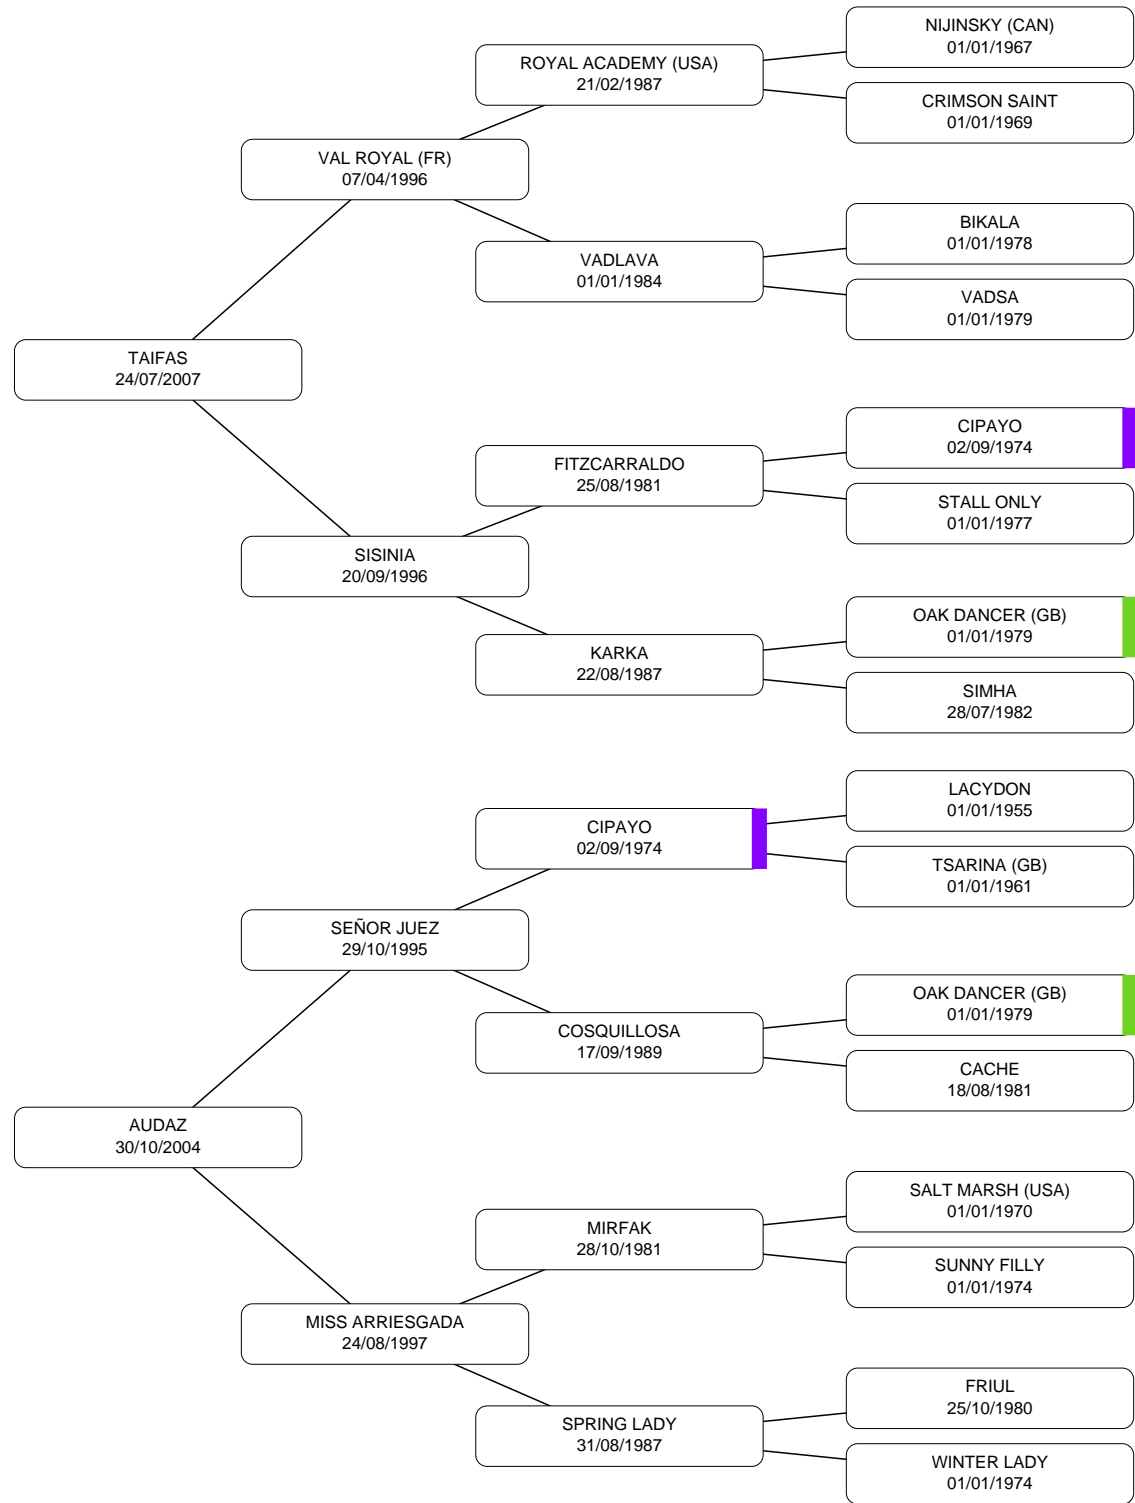 NIJINSKY (CAN)
01/01/1967
ROYAL ACADEMY (USA)
21/02/1987
CRIMSON SAINT
01/01/1969
VAL ROYAL (FR)
07/04/1996
BIKALA
01/01/1978
VADLAVA
01/01/1984
VADSA
01/01/1979
TAIFAS
24/07/2007
CIPAYO
02/09/1974
FITZCARRALDO
25/08/1981
STALL ONLY
01/01/1977
SISINIA
20/09/1996
OAK DANCER (GB)
01/01/1979
KARKA
22/08/1987
SIMHA
28/07/1982
LACYDON
01/01/1955
CIPAYO
02/09/1974
TSARINA (GB)
01/01/1961
SEÑOR JUEZ
29/10/1995
OAK DANCER (GB)
01/01/1979
COSQUILLOSA
17/09/1989
CACHE
18/08/1981
AUDAZ
30/10/2004
SALT MARSH (USA)
01/01/1970
MIRFAK
28/10/1981
SUNNY FILLY
01/01/1974
MISS ARRIESGADA
24/08/1997
FRIUL
25/10/1980
SPRING LADY
31/08/1987
WINTER LADY
01/01/1974